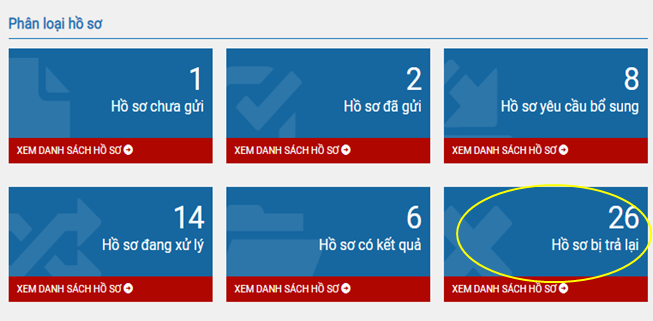 Phân loại hồ sơ
1
Hồ sơ chưa gửi
XEM DANH SÁCH HỒ SƠ
2
Hồ sơ đã gửi
XEM DANH SÁCH HỒ SƠ
8
Hồ sơ yêu cầu bổ sung
XEM DANH SÁCH HỒ SƠ
14
Hồ sơ đang xử lý
XEM DANH SÁCH HỒ SƠ
6
Hồ sơ có kết quả
XEM DANH SÁCH HỒ SƠ
26
Hồ sơ bị trả lại
XEM DANH SÁCH HỒ SƠ